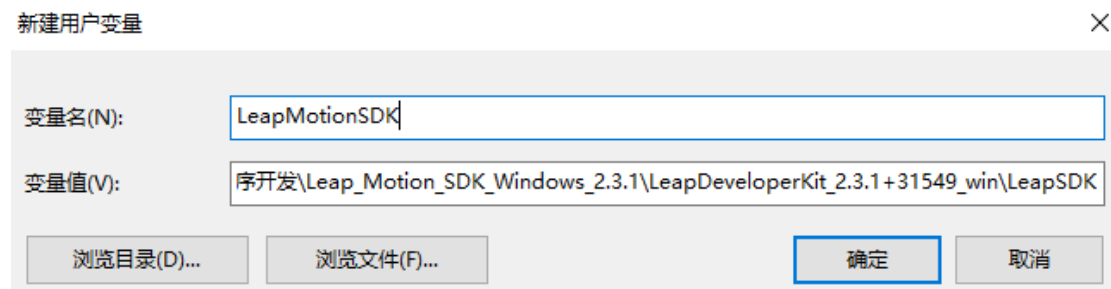 新建用户变量
变量名(N):
LeapMotionSDK
变量值(V):
序开发\Leap_Motion_SDK_Windows_2.3.1\LeapDeveloperKit_2.3.1+31549_win\LeapSDK
浏览目录(D)...
浏览文件(F)...
确定
取消